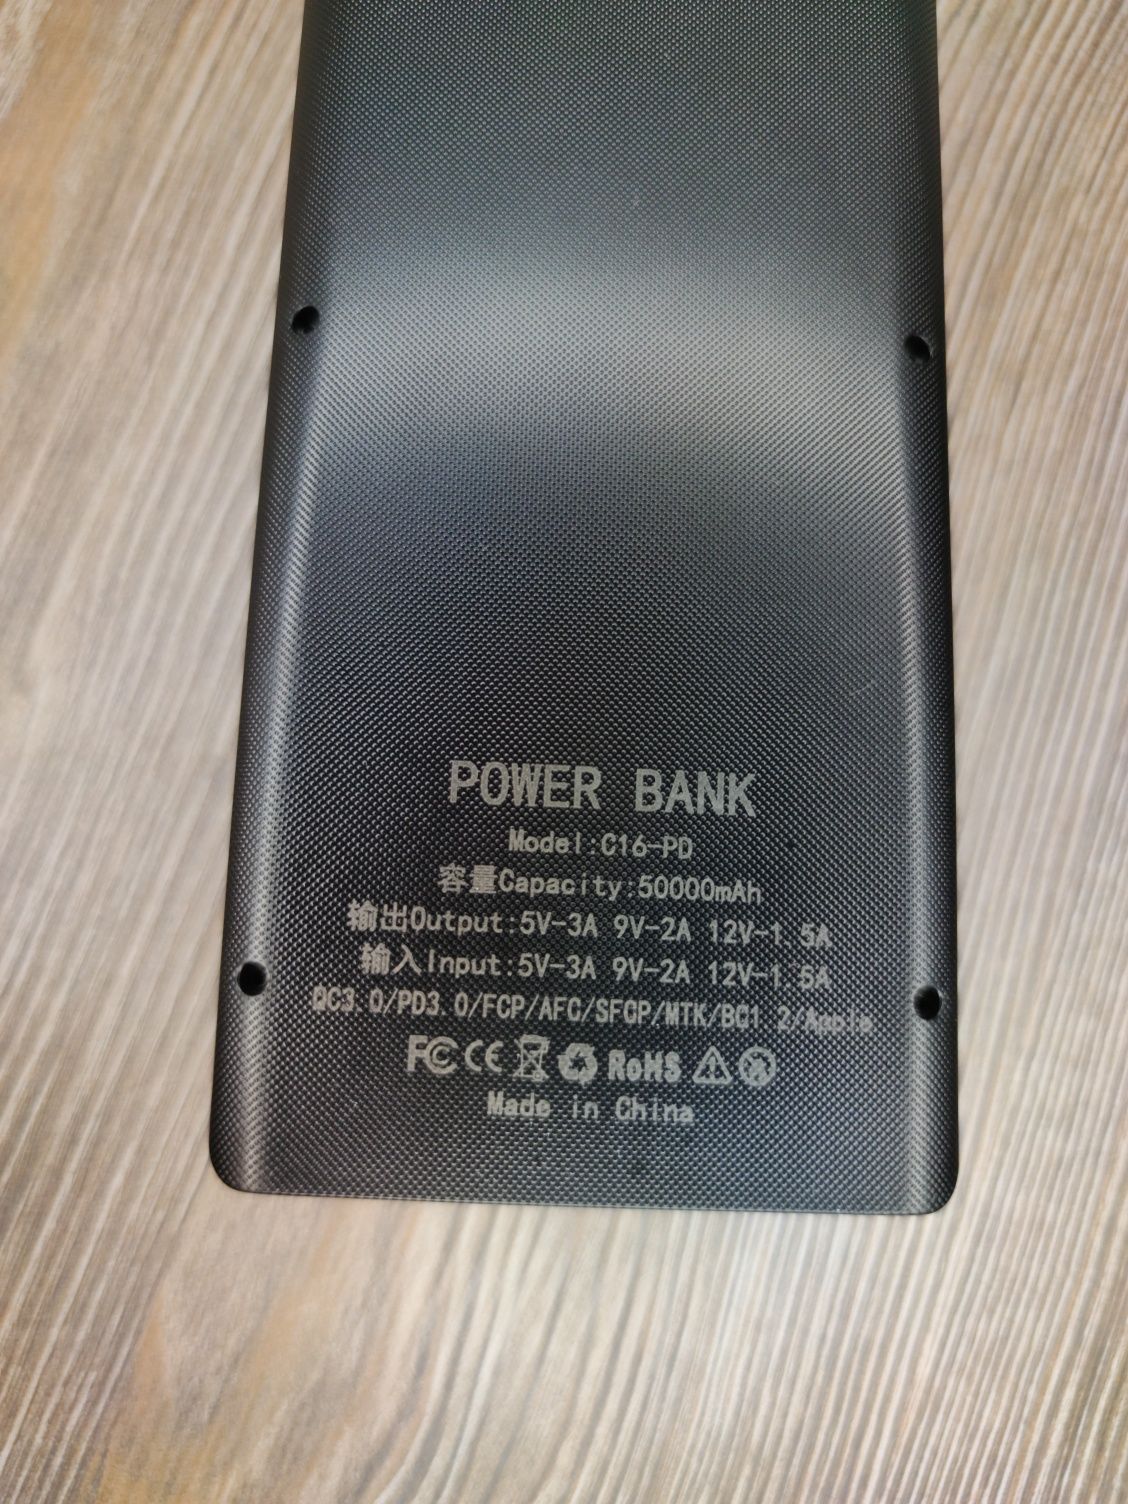 POWER BANK
Model:C16-PD
容量Capacity:50000mAh
输出Output:5V-3A 9V-2A 12V-1.5A
输入Input:5V-3A 9V-2A 12V-1.5A
QC3.0/PD3.0/FCP/AFC/SFCP/MTK/BC1.2/Apple
FC CE RoHS
Made in China